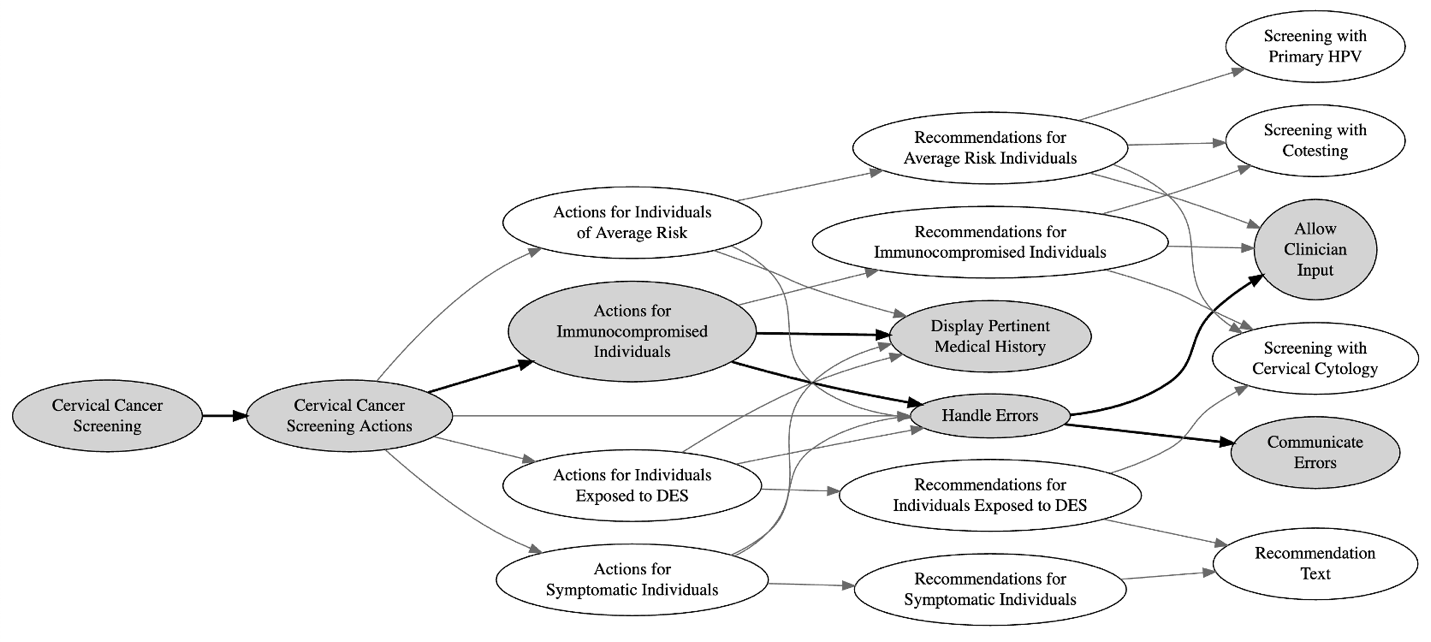 Cervical Cancer
Screening
Cervical Cancer
Screening Actions
Actions for Individuals
of Average Risk
Actions for
Immunocompromised
Individuals
Actions for Individuals
Exposed to DES
Actions for
Symptomatic Individuals
Recommendations for
Average Risk Individuals
Recommendations for
Immunocompromised Individuals
Display Pertinent
Medical History
Handle Errors
Recommendations for
Individuals Exposed to DES
Recommendations for
Symptomatic Individuals
Screening with
Primary HPV
Screening with
Cotesting
Allow
Clinician
Input
Screening with
Cervical Cytology
Communicate
Errors
Recommendation
Text